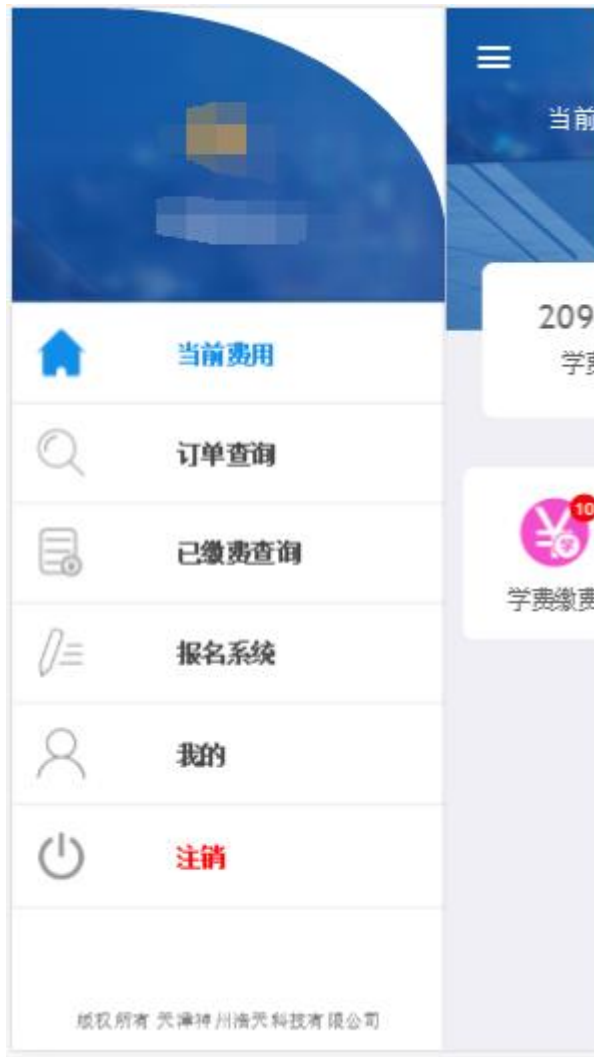 当前费用
订单查询
已缴费查询
报名系统
我的
注销
版权所有 天津神州浩天科技有限公司
当前
209
学费
10
学费缴费